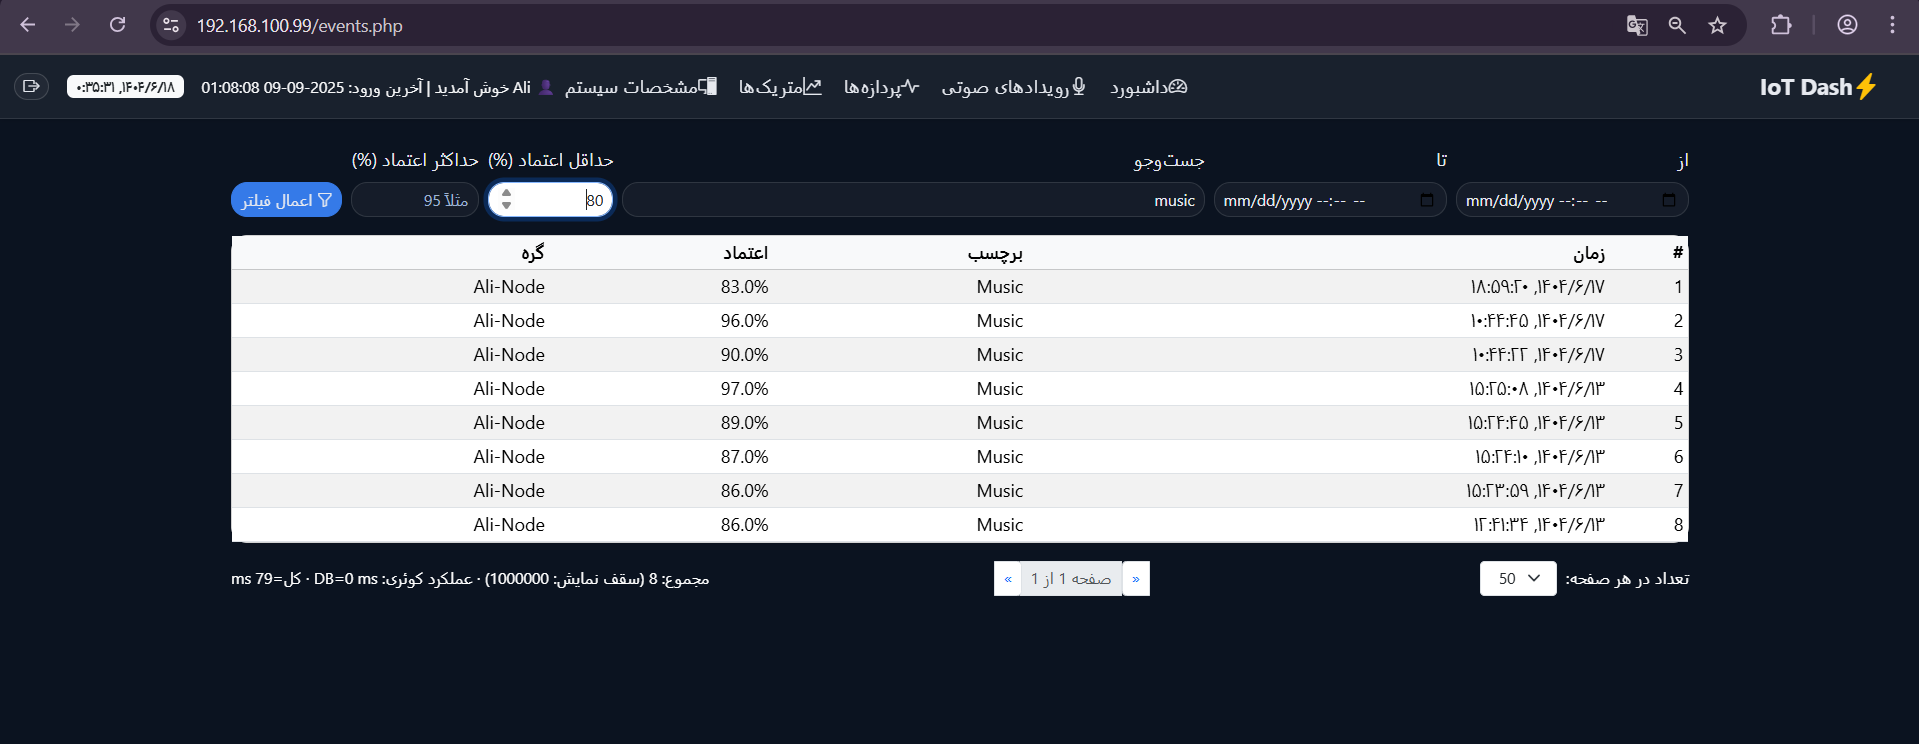 192.168.100.99/events.php
IoT Dash⚡ داشبورد رویدادهای صوتی پردازه‌ها متریک‌ها مشخصات سیستم Ali خوش آمدید | آخرین ورود: 2025-09-09 01:08:08 ۱۴۰۴/۶/۱۸, ۰:۳۵:۳۱
از تا جست‌وجو حداقل اعتماد (%) حداکثر اعتماد (%)
mm/dd/yyyy --:-- -- mm/dd/yyyy --:-- -- music 80 مثلاً 95 اعمال فیلتر
# زمان برچسب اعتماد گره
1 ۱۴۰۴/۶/۱۷, ۱۸:۵۹:۲۰ Music 83.0% Ali-Node
2 ۱۴۰۴/۶/۱۷, ۱۰:۴۴:۴۵ Music 96.0% Ali-Node
3 ۱۴۰۴/۶/۱۷, ۱۰:۴۴:۲۲ Music 90.0% Ali-Node
4 ۱۴۰۴/۶/۱۳, ۱۵:۲۵:۰۸ Music 97.0% Ali-Node
5 ۱۴۰۴/۶/۱۳, ۱۵:۲۴:۴۵ Music 89.0% Ali-Node
6 ۱۴۰۴/۶/۱۳, ۱۵:۲۴:۱۰ Music 87.0% Ali-Node
7 ۱۴۰۴/۶/۱۳, ۱۵:۲۳:۵۹ Music 86.0% Ali-Node
8 ۱۴۰۴/۶/۱۳, ۱۲:۴۱:۳۴ Music 86.0% Ali-Node
تعداد در هر صفحه: 50 « صفحه 1 از 1 » مجموع: 8 (سقف نمایش: 1000000) · عملکرد کوئری: DB=0 ms · کل=79 ms